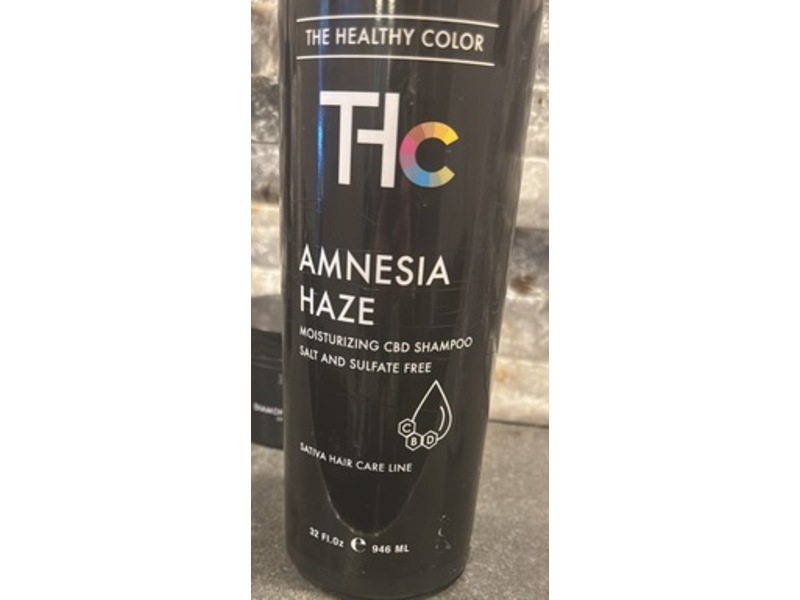 THE HEALTHY COLOR
THC
AMNESIA
HAZE
MOISTURIZING CBD SHAMPOO
SALT AND SULFATE FREE
C
B D
SATIVA HAIR CARE LINE
32 Fl.Oz e 946 ML